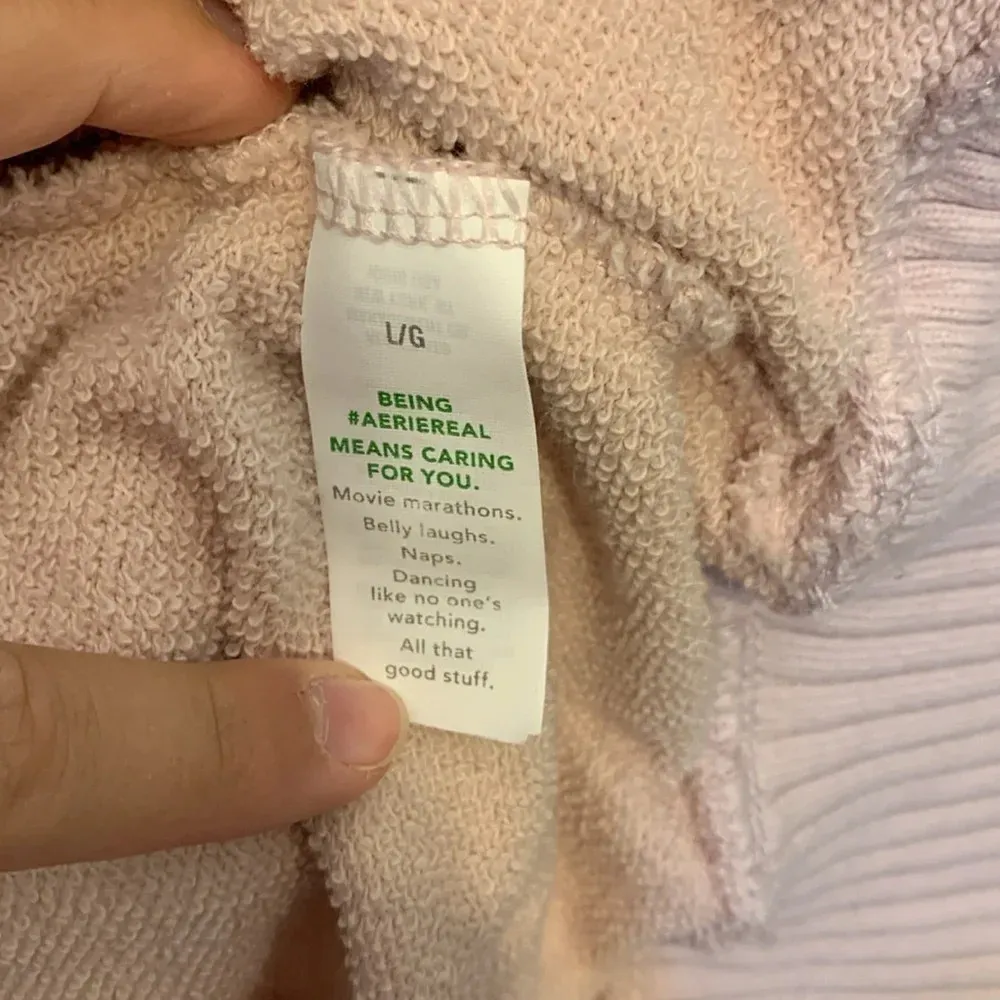 L/G
BEING
#AERIEREAL
MEANS CARING
FOR YOU.
Movie marathons.
Belly laughs.
Naps.
Dancing
like no one's
watching.
All that
good stuff.